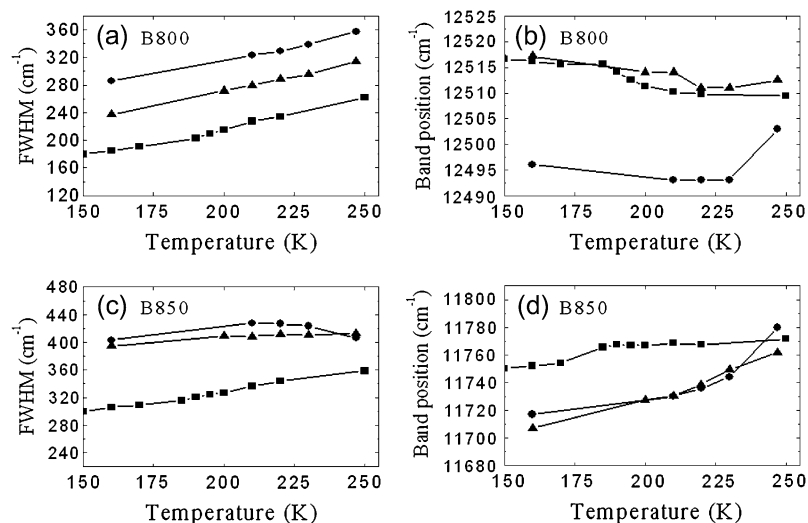 (a) B800
360
320
280
240
200
160
120
FWHM (cm⁻¹)
150 175 200 225 250
Temperature (K)
(b) B800
12525
12520
12515
12510
12505
12500
12495
12490
Band position (cm⁻¹)
150 175 200 225 250
Temperature (K)
(c) B850
480
440
400
360
320
280
240
FWHM (cm⁻¹)
150 175 200 225 250
Temperature (K)
(d) B850
11800
11780
11760
11740
11720
11700
11680
Band position (cm⁻¹)
150 175 200 225 250
Temperature (K)